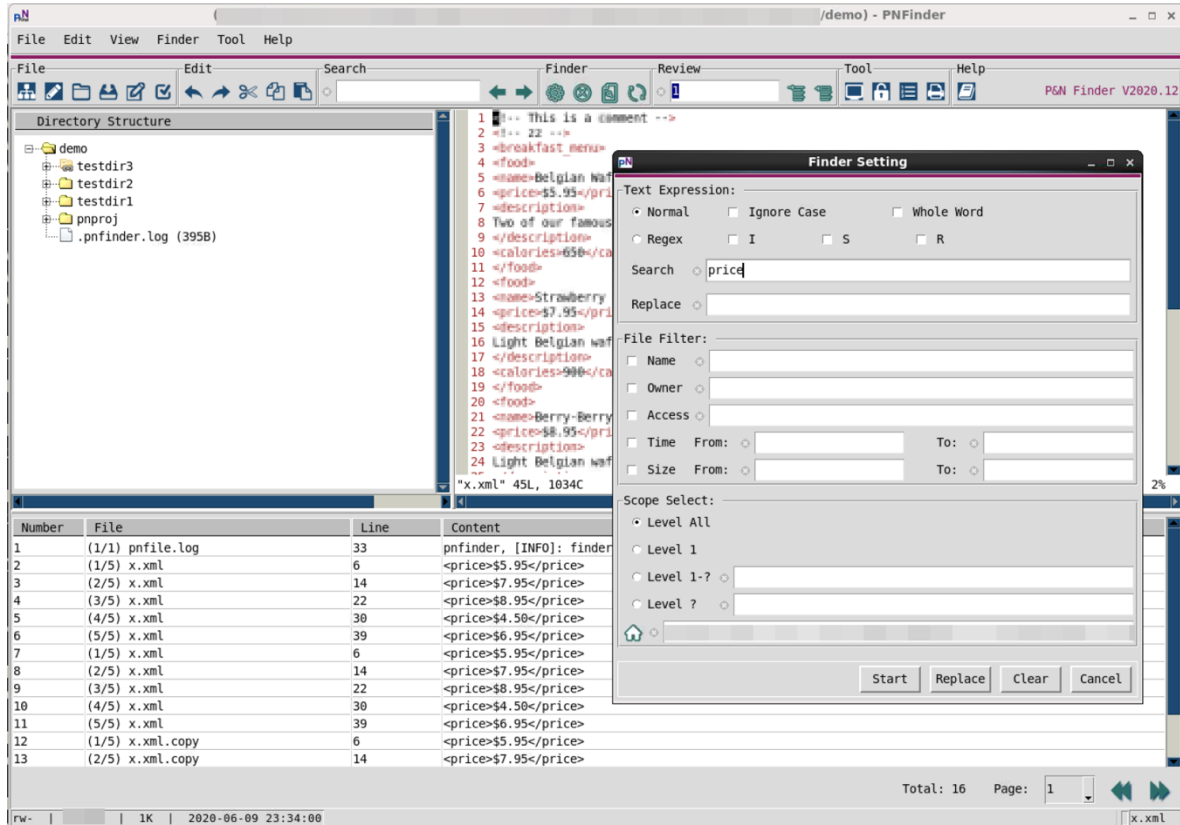 pN ( /demo) - PNFinder
File Edit View Finder Tool Help
File Edit Search Finder Review Tool Help
1 P&N Finder V2020.12
Directory Structure
demo
testdir3
testdir2
testdir1
pnproj
.pnfinder.log (395B)
1 <!-- This is a comment -->
2 <!-- 22 -->
3 <breakfast_menu>
4 <food>
5 <name>Belgian Waf
6 <price>$5.95</pri
7 <description>
8 Two of our famous
9 </description>
10 <calories>650</ca
11 </food>
12 <food>
13 <name>Strawberry
14 <price>$7.95</pri
15 <description>
16 Light Belgian waf
17 </description>
18 <calories>900</ca
19 </food>
20 <food>
21 <name>Berry-Berry
22 <price>$8.95</pri
23 <description>
24 Light Belgian waf
"x.xml" 45L, 1034C 2%
pN Finder Setting
Text Expression:
Normal Ignore Case Whole Word
Regex I S R
Search price
Replace
File Filter:
Name
Owner
Access
Time From: To:
Size From: To:
Scope Select:
Level All
Level 1
Level 1-?
Level ?
Start Replace Clear Cancel
Number File Line Content
1 (1/1) pnfile.log 33 pnfinder, [INFO]: finder
2 (1/5) x.xml 6 <price>$5.95</price>
3 (2/5) x.xml 14 <price>$7.95</price>
4 (3/5) x.xml 22 <price>$8.95</price>
5 (4/5) x.xml 30 <price>$4.50</price>
6 (5/5) x.xml 39 <price>$6.95</price>
7 (1/5) x.xml 6 <price>$5.95</price>
8 (2/5) x.xml 14 <price>$7.95</price>
9 (3/5) x.xml 22 <price>$8.95</price>
10 (4/5) x.xml 30 <price>$4.50</price>
11 (5/5) x.xml 39 <price>$6.95</price>
12 (1/5) x.xml.copy 6 <price>$5.95</price>
13 (2/5) x.xml.copy 14 <price>$7.95</price>
Total: 16 Page: 1
rw- | | 1K | 2020-06-09 23:34:00 x.xml